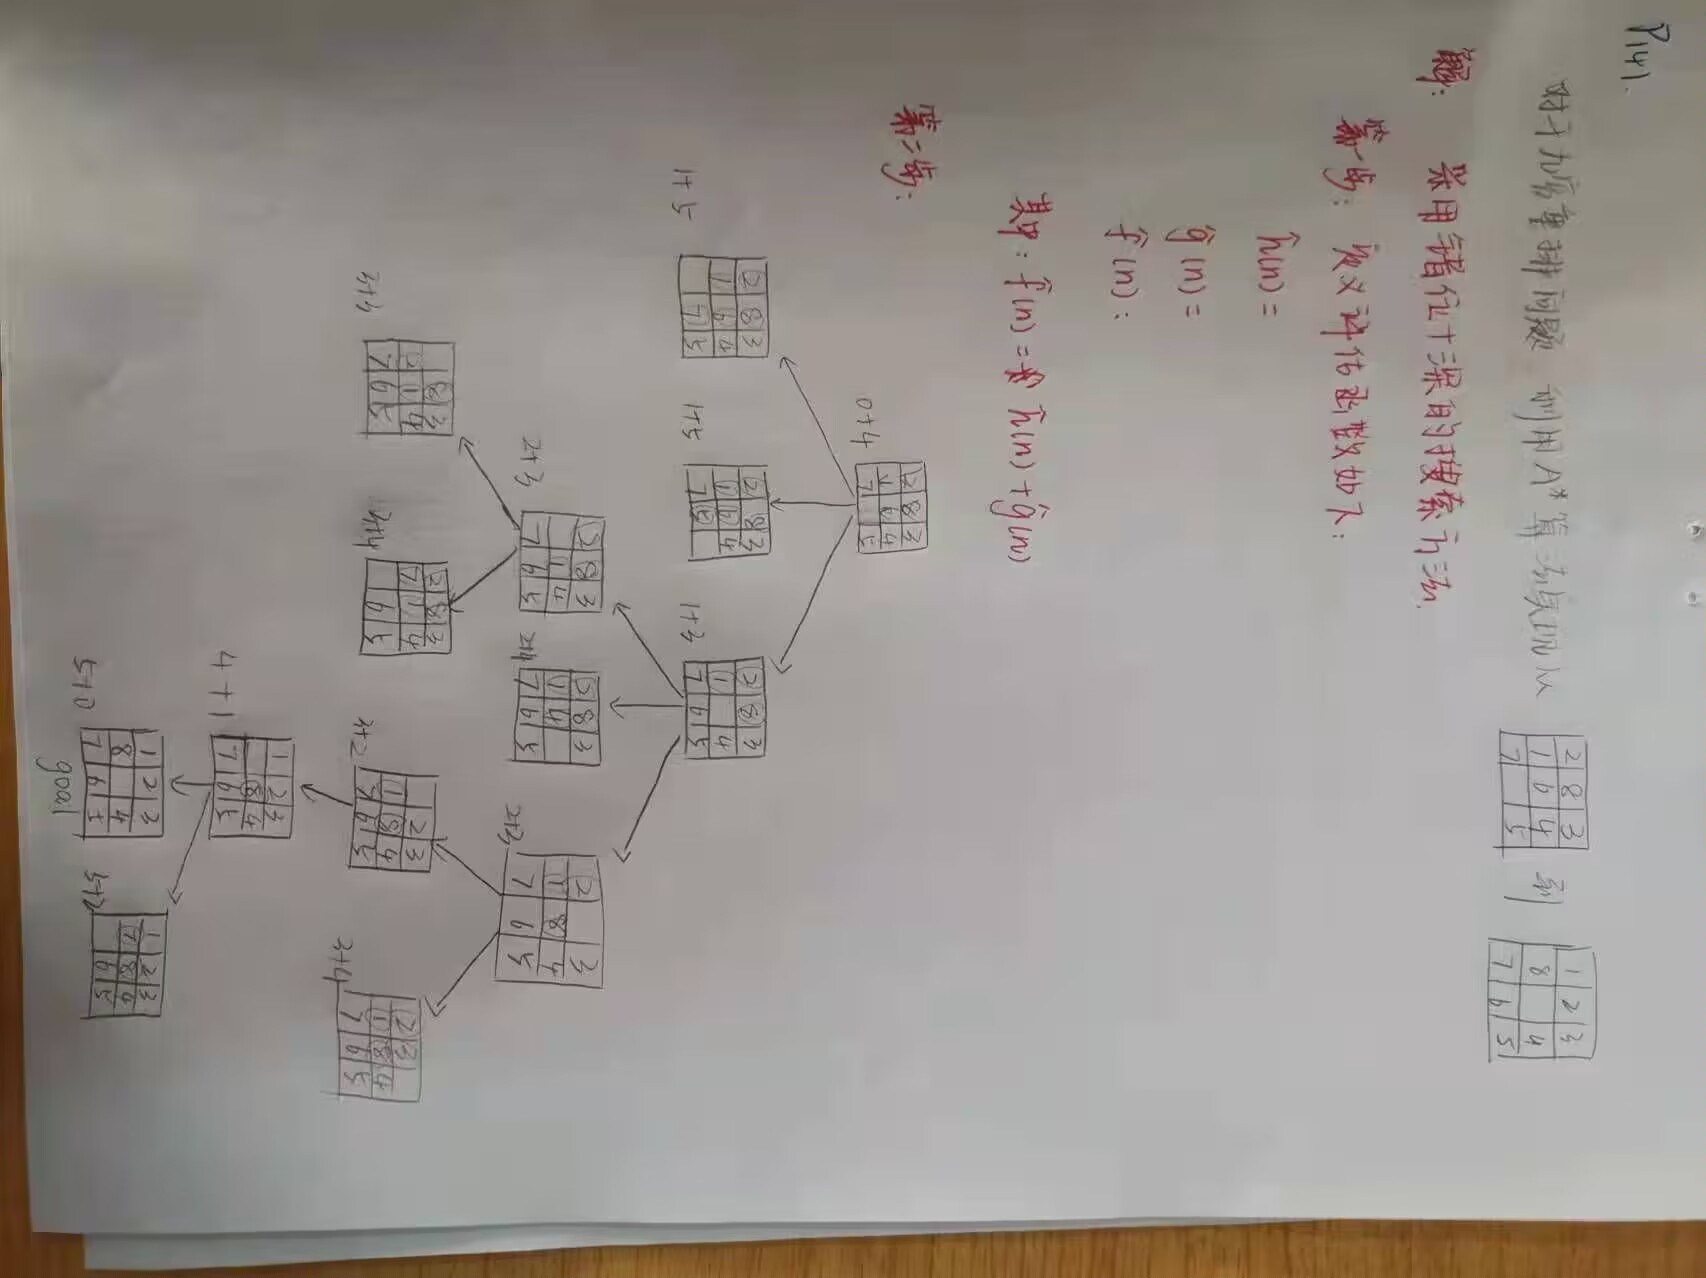 P141.
对于九宫重排问题 利用A*算法实现从 2 8 3 到 1 2 3
1 6 4 8 4
7 5 7 6 5
解: 采用错位+深的搜索方法.
第一步: 定义评估函数如下:
ĥ(n) =
ĝ(n) =
f̂(n) :
其中: f̂(n) = ĥ(n) + ĝ(n)
第二步:
2 8 3
1 6 4
0+4 7 5
2 8 3 2 8 3 2 8 3
1 6 4 1 6 4 1 4
1+5 7 5 1+5 7 5 1+3 7 6 5
2 8 3 2 8 3 2 3
1 4 1 4 1 8 4
2+3 7 6 5 2+4 7 6 5 2+3 7 6 5
8 3 2 8 3 2 3 2 3
2 1 4 7 1 4 1 8 4 1 8 4
3+3 7 6 5 3+4 6 5 3+2 7 6 5 3+4 7 6 5
1 2 3
8 4
4+1 7 6 5
1 2 3 1 2 3
8 4 7 8 4
5+0 7 6 5 5+2 6 5
goal